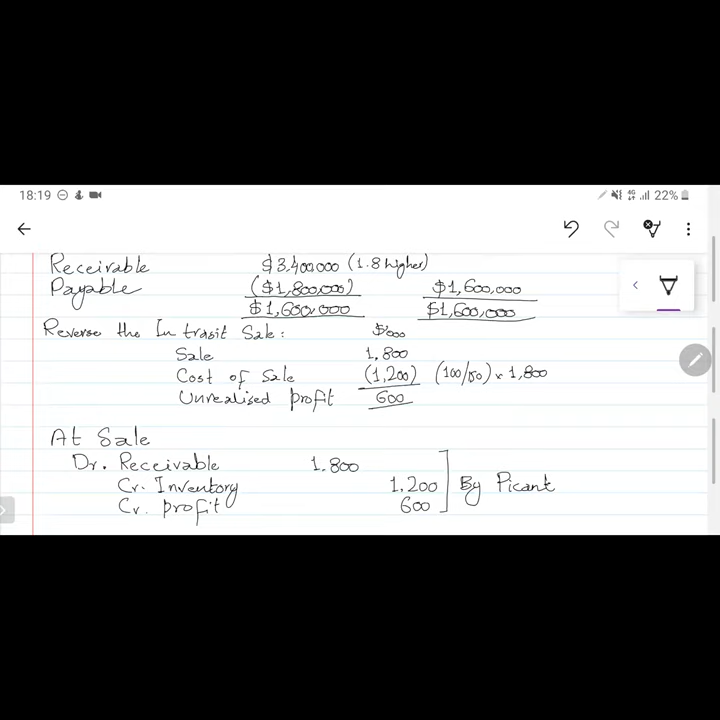 18:19 4G 22%
Receivable $3,400,000 (1.8 higher)
Payable ($1,800,000) $1,600,000
$1,600,000 $1,600,000
Reverse the In trasit Sale: $'000
Sale 1,800
Cost of Sale (1,200) (100/150) x 1,800
Unrealised profit 600
At Sale
Dr. Receivable 1.800
Cr. Inventory 1.200 By Picant
Cr. profit 600